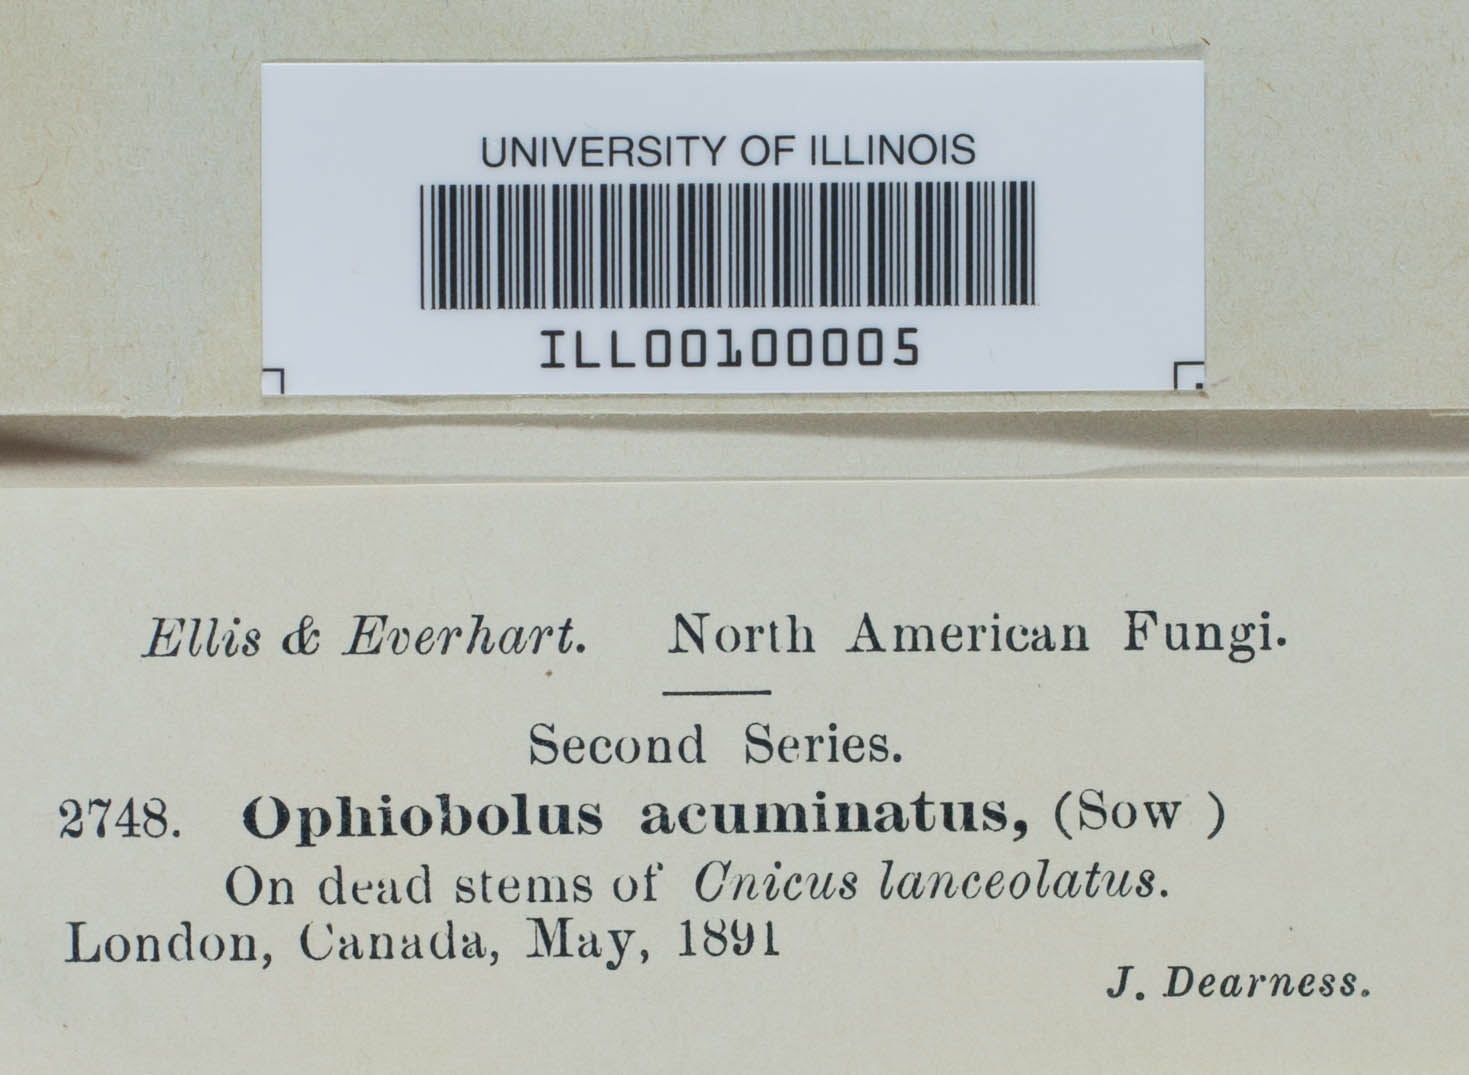 UNIVERSITY OF ILLINOIS
ILL00100005
Ellis & Everhart. North American Fungi.
Second Series.
2748. Ophiobolus acuminatus, (Sow )
On dead stems of Cnicus lanceolatus.
London, Canada, May, 1891
J. Dearness.